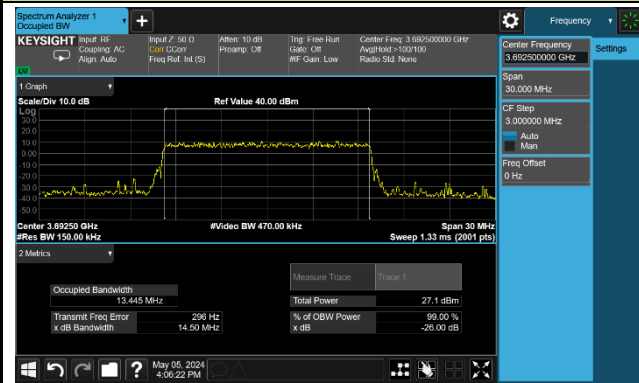 Spectrum Analyzer 1
Occupied BW
+
Frequency
KEYSIGHT
Input: RF
Coupling: AC
Align: Auto
Input Z: 50 Ω
Corr CCorr
Freq Ref: Int (S)
Atten: 10 dB
Preamp: Off
Trig: Free Run
Gate: Off
#IF Gain: Low
Center Freq: 3.692500000 GHz
Avg|Hold:>100/100
Radio Std: None
Center Frequency
3.692500000 GHz
Settings
Span
30.000 MHz
CF Step
3.000000 MHz
Auto
Man
Freq Offset
0 Hz
1 Graph
Scale/Div 10.0 dB
Ref Value 40.00 dBm
Log
30.0
20.0
10.0
0.00
-10.0
-20.0
-30.0
-40.0
-50.0
Center 3.69250 GHz
#Video BW 470.00 kHz
Span 30 MHz
#Res BW 150.00 kHz
Sweep 1.33 ms (2001 pts)
2 Metrics
Measure Trace
Trace 1
Occupied Bandwidth
13.445 MHz
Total Power
27.1 dBm
Transmit Freq Error
296 Hz
% of OBW Power
99.00 %
x dB Bandwidth
14.50 MHz
x dB
-26.00 dB
?
May 05, 2024
4:06:22 PM